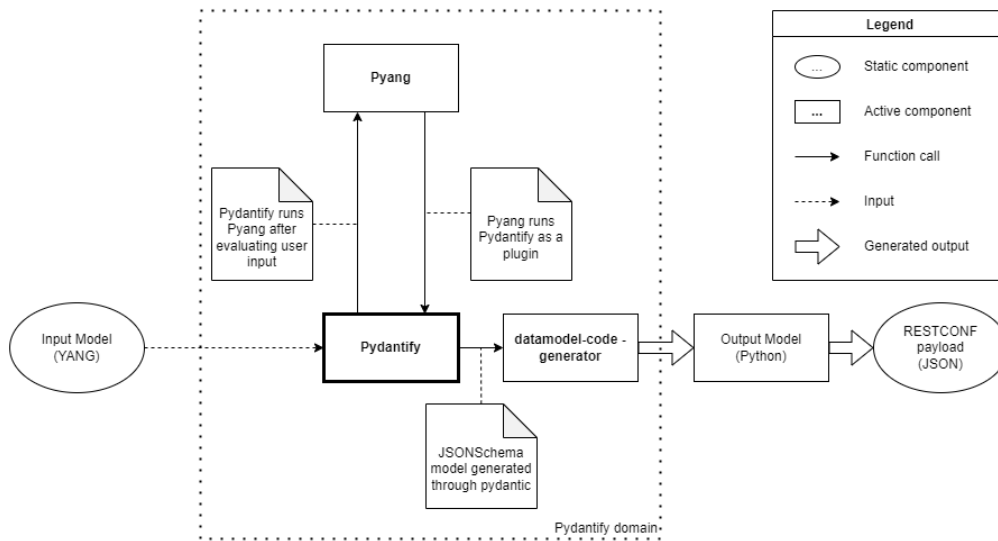 Legend
...
Static component
...
Active component
Function call
Input
Generated output
Pyang
Pydantify runs
Pyang after
evaluating user
input
Pyang runs
Pydantify as a
plugin
Input Model
(YANG)
Pydantify
datamodel-code -
generator
Output Model
(Python)
RESTCONF
payload
(JSON)
JSONSchema
model generated
through pydantic
Pydantify domain